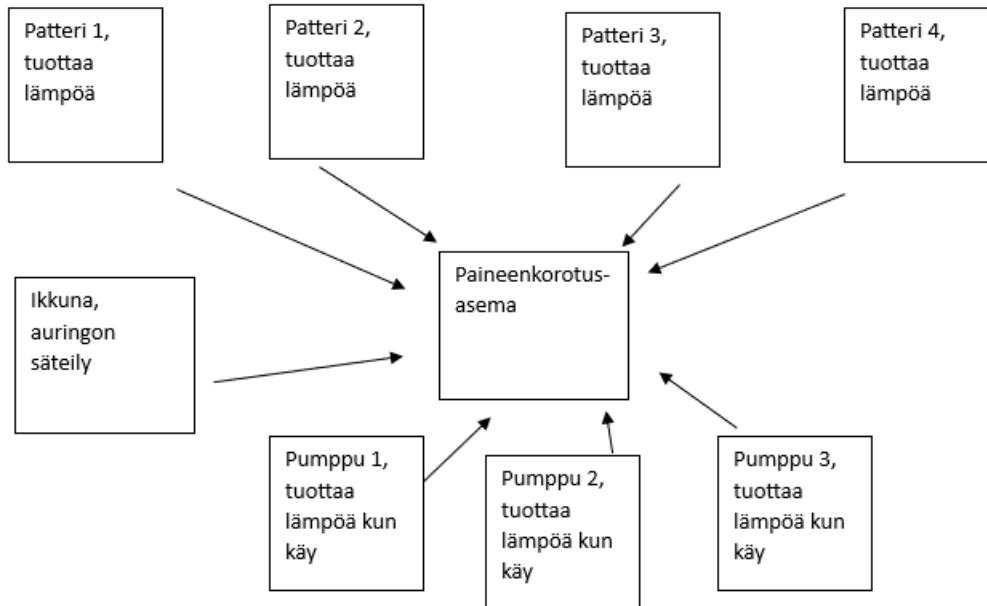 Patteri 1,
tuottaa
lämpöä
Patteri 2,
tuottaa
lämpöä
Patteri 3,
tuottaa
lämpöä
Patteri 4,
tuottaa
lämpöä
Ikkuna,
auringon
säteily
Paineenkorotus-
asema
Pumppu 1,
tuottaa
lämpöä kun
käy
Pumppu 2,
tuottaa
lämpöä kun
käy
Pumppu 3,
tuottaa
lämpöä kun
käy